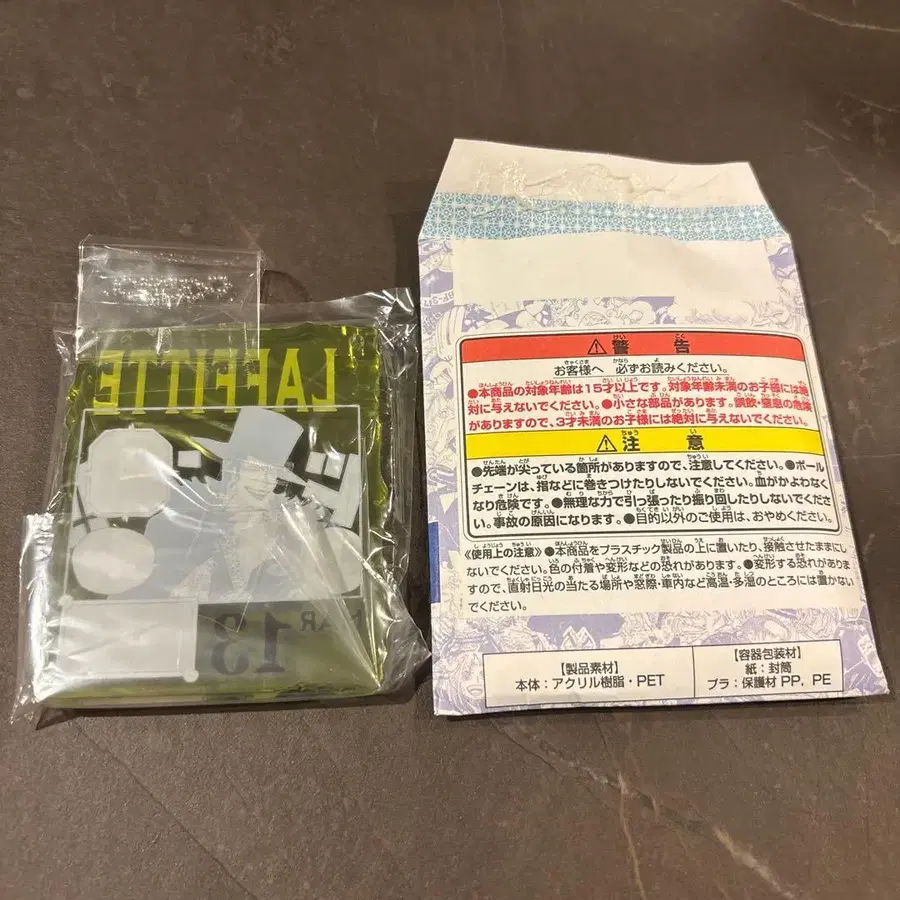 LAFFITTE
MAR
13
警告
けい こく
お客様へ 必ずお読みください。
●本商品の対象年齢は15才以上です。対象年齢未満のお子様には絶
対に与えないでください。●小さな部品があります。誤飲・窒息の危険
がありますので、3才未満のお子様には絶対に与えないでください。
注意
●先端が尖っている箇所がありますので、注意してください。●ボール
チェーンは、指などに巻きつけたりしないでください。血がかよわなく
なり危険です。●無理な力で引っ張ったり振り回したりしないでくださ
い。事故の原因になります。●目的以外のご使用は、おやめください。
《使用上の注意》●本商品をプラスチック製品の上に置いたり、接触させたままにし
ないでください。色の付着や変形などの恐れがあります。●変形する恐れがありま
すので、直射日光の当たる場所や窓際・車内など高温・多湿のところには置かない
でください。
【製品素材】
本体：アクリル樹脂・PET
【容器包装材】
紙：封筒
プラ：保護材 PP，PE